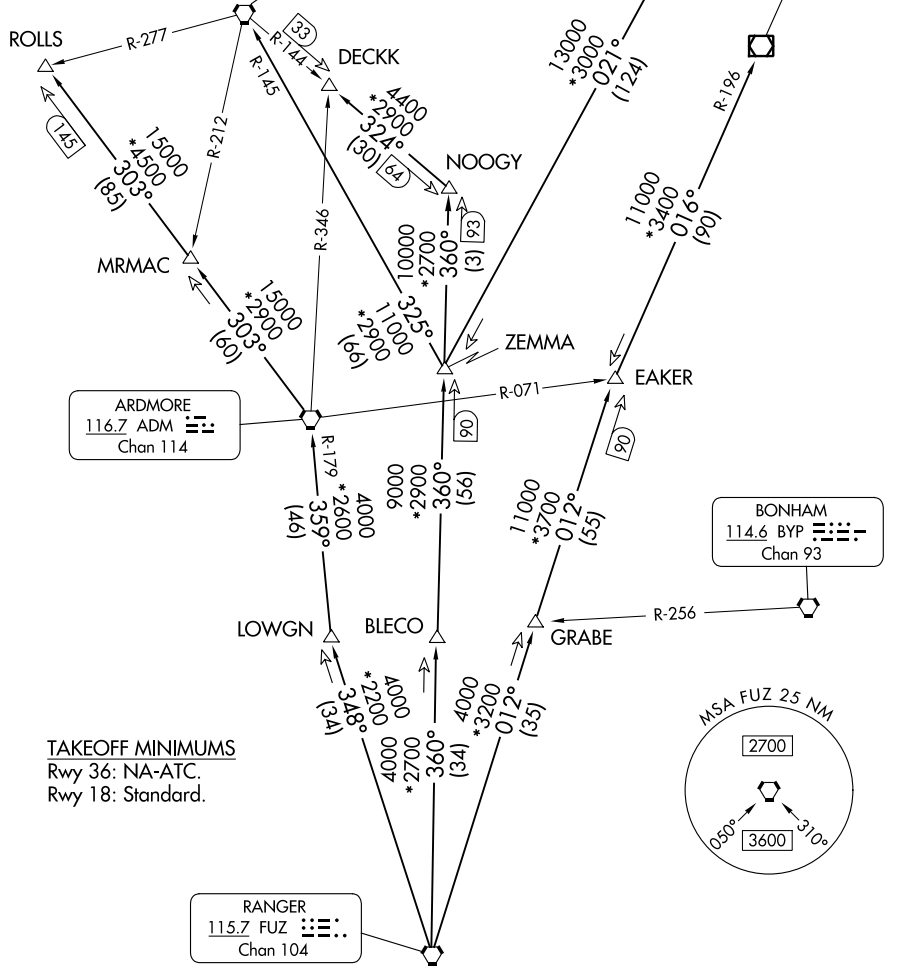 ROLLS
R-277
33
R-144
DECKK
R-145
R-212
145
15000
*4500
303°
(85)
4400
*2900
324°
(30)
64
NOOGY
93
13000
*3000
021°
(124)
R-196
11000
*3400
016°
(90)
R-346
10000
*2700
360°
(3)
MRMAC
15000
*2900
303°
(60)
325°
11000
*2900
(66)
ZEMMA
EAKER
R-071
ARDMORE
116.7 ADM
Chan 114
R-179
90
90
4000
*2600
359°
(46)
9000
*2900
360°
(56)
11000
*3700
012°
(55)
BONHAM
114.6 BYP
Chan 93
R-256
LOWGN
BLECO
GRABE
4000
*2200
348°
(34)
4000
*2700
360°
(34)
4000
*3200
012°
(35)
MSA FUZ 25 NM
2700
050°
310°
3600
TAKEOFF MINIMUMS
Rwy 36: NA-ATC.
Rwy 18: Standard.
RANGER
115.7 FUZ
Chan 104